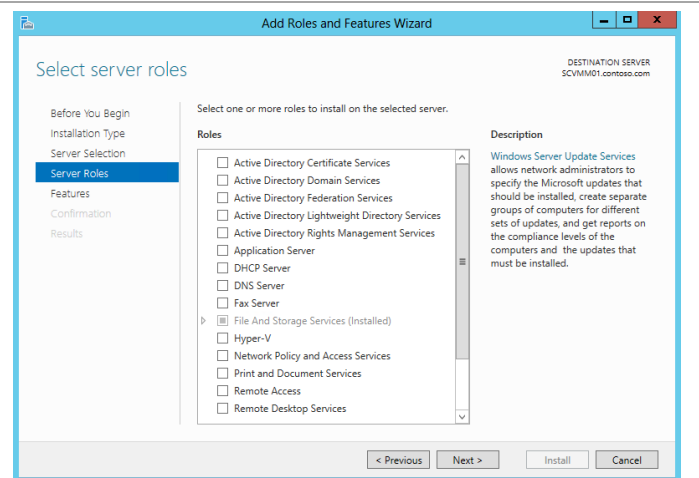 Add Roles and Features Wizard
Select server roles
DESTINATION SERVER
SCVMM01.contoso.com
Before You Begin
Installation Type
Server Selection
Server Roles
Features
Confirmation
Results
Select one or more roles to install on the selected server.
Roles
Active Directory Certificate Services
Active Directory Domain Services
Active Directory Federation Services
Active Directory Lightweight Directory Services
Active Directory Rights Management Services
Application Server
DHCP Server
DNS Server
Fax Server
File And Storage Services (Installed)
Hyper-V
Network Policy and Access Services
Print and Document Services
Remote Access
Remote Desktop Services
Description
Windows Server Update Services
allows network administrators to
specify the Microsoft updates that
should be installed, create separate
groups of computers for different
sets of updates, and get reports on
the compliance levels of the
computers and the updates that
must be installed.
< Previous
Next >
Install
Cancel